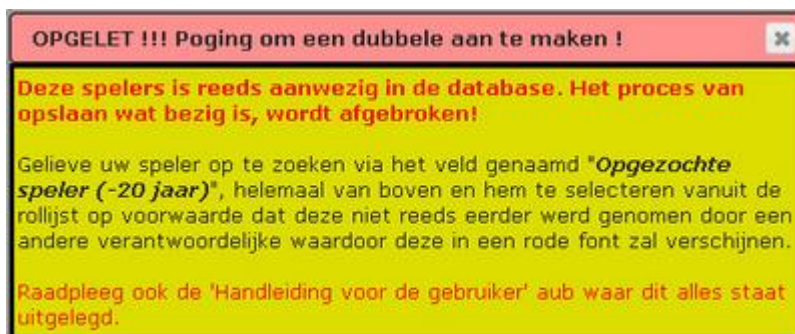 OPGELET !!! Poging om een dubbele aan te maken !
Deze spelers is reeds aanwezig in de database. Het proces van
opslaan wat bezig is, wordt afgebroken!
Gelieve uw speler op te zoeken via het veld genaamd "Opgezochte
speler (-20 jaar)", helemaal van boven en hem te selecteren vanuit de
rollijst op voorwaarde dat deze niet reeds eerder werd genomen door een
andere verantwoordelijke waardoor deze in een rode font zal verschijnen.
Raadpleeg ook de 'Handleiding voor de gebruiker' aub waar dit alles staat
uitgelegd.